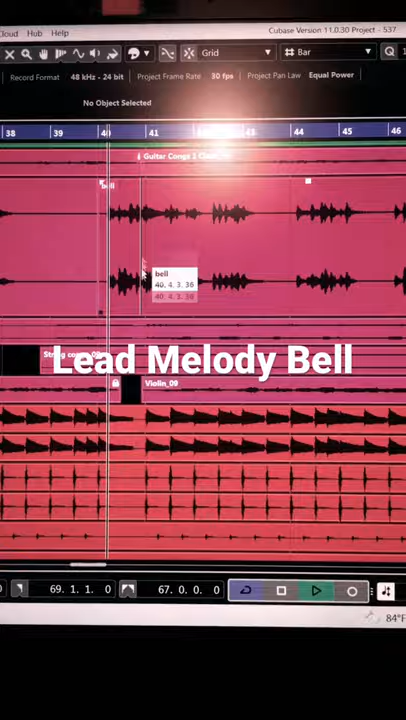 Cloud Hub Help Cubase Version 11.0.30 Project - 537
Grid Bar Q
Record Format 48 kHz - 24 bit Project Frame Rate 30 fps Project Pan Law Equal Power
No Object Selected
38 39 40 41 44 45 46
Guitar Conga
bell
bell
40. 4. 3. 36
40. 4. 3. 36
Lead Melody Bell
Violin_09
69. 1. 1. 0 67. 0. 0. 0
84°F